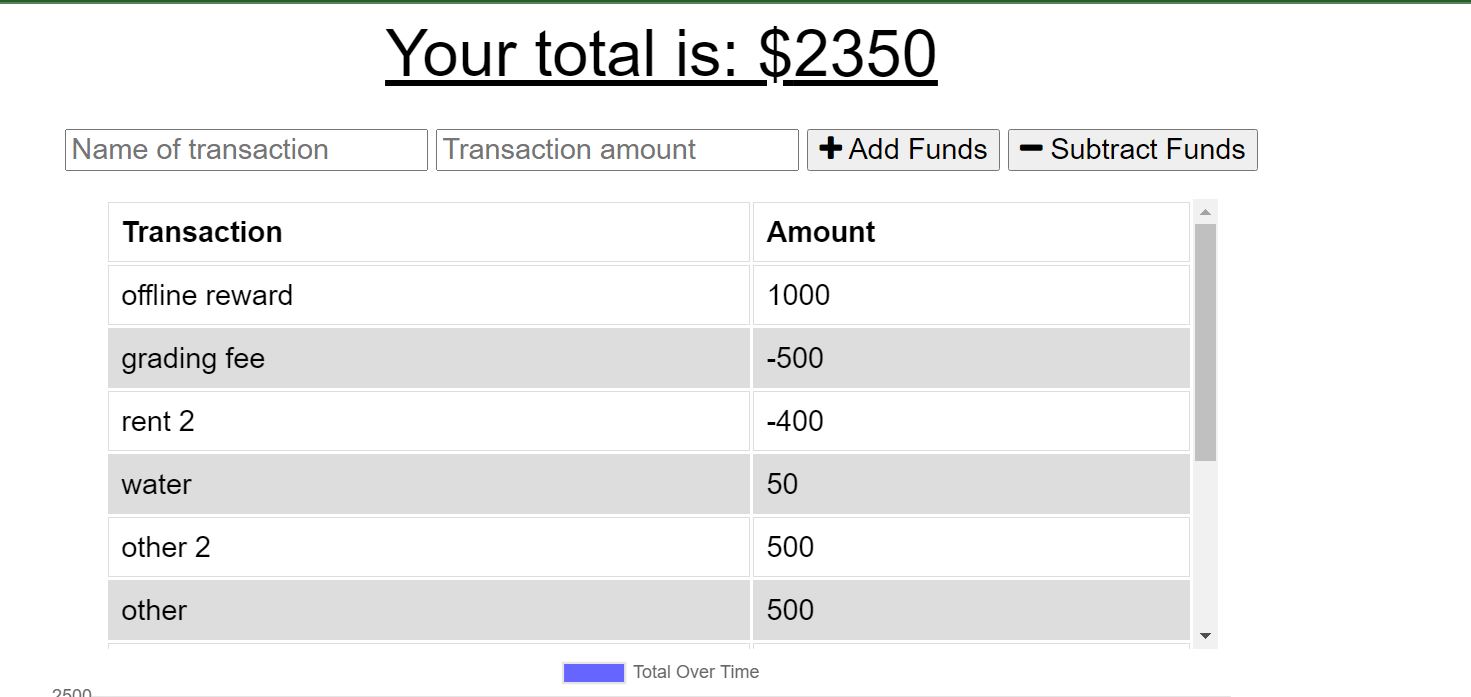 Your total is: $2350
Name of transaction Transaction amount Add Funds Subtract Funds
Transaction Amount
offline reward 1000
grading fee -500
rent 2 -400
water 50
other 2 500
other 500
Total Over Time
2500